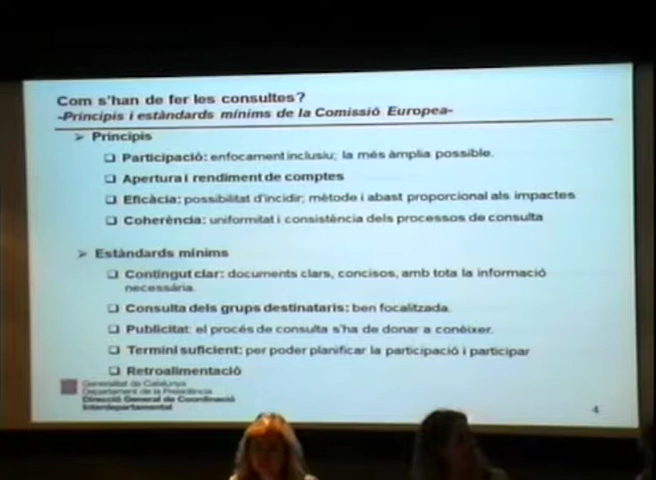 Com s'han de fer les consultes?
-Principis i estàndards mínims de la Comissió Europea-
Principis
Participació: enfocament inclusiu; la més àmplia possible.
Apertura i rendiment de comptes
Eficàcia: possibilitat d'incidir; mètode i abast proporcional als impactes
Coherència: uniformitat i consistència dels processos de consulta
Estàndards mínims
Contingut clar: documents clars, concisos, amb tota la informació
necessària.
Consulta dels grups destinataris: ben focalitzada.
Publicitat: el procés de consulta s'ha de donar a conèixer.
Termini suficient: per poder planificar la participació i participar
Retroalimentació
Generalitat de Catalunya
Departament de la Presidència
Direcció General de Coordinació
Interdepartamental
4